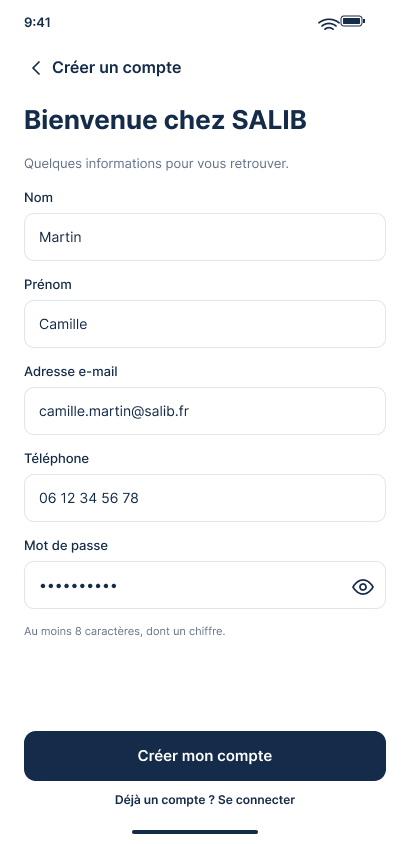 9:41
Créer un compte
Bienvenue chez SALIB
Quelques informations pour vous retrouver.
Nom
Martin
Prénom
Camille
Adresse e-mail
camille.martin@salib.fr
Téléphone
06 12 34 56 78
Mot de passe
••••••••••
Au moins 8 caractères, dont un chiffre.
Créer mon compte
Déjà un compte ? Se connecter